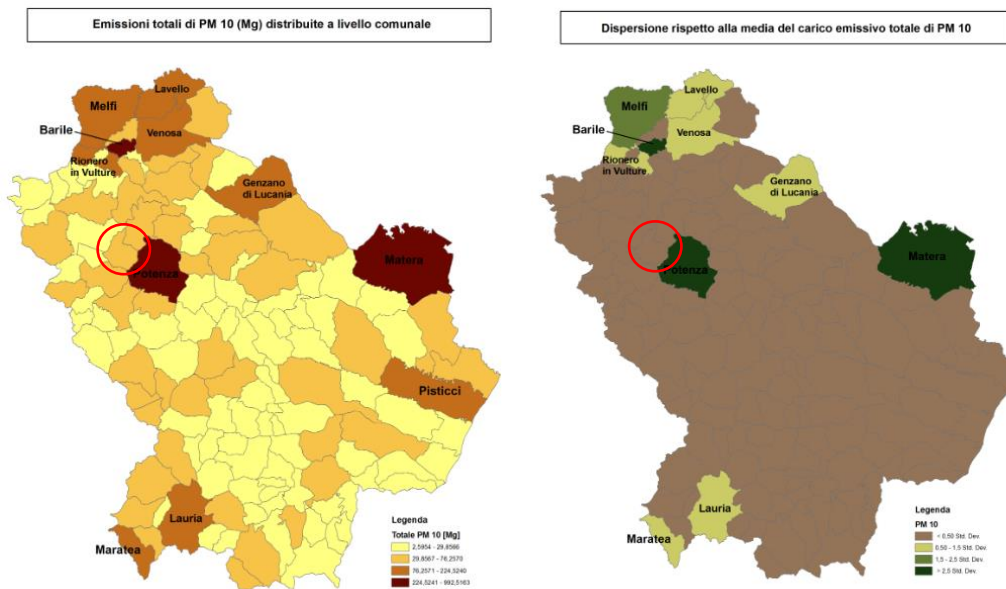 Emissioni totali di PM 10 (Mg) distribuite a livello comunale
Lavello
Melfi
Barile
Venosa
Rionero
in Vulture
Genzano
di Lucania
Potenza
Matera
Pisticci
Lauria
Maratea
Legenda
Totale PM 10 [Mg]
2,5954 - 29,8566
29,8567 - 76,2570
76,2571 - 224,5240
224,5241 - 692,5163
Dispersione rispetto alla media del carico emissivo totale di PM 10
Lavello
Melfi
Barile
Venosa
Rionero
in Vulture
Genzano
di Lucania
Potenza
Matera
Lauria
Maratea
Legenda
PM 10
< 0,50 Std. Dev.
0,50 - 1,5 Std. Dev.
1,5 - 2,5 Std. Dev.
> 2,5 Std. Dev.